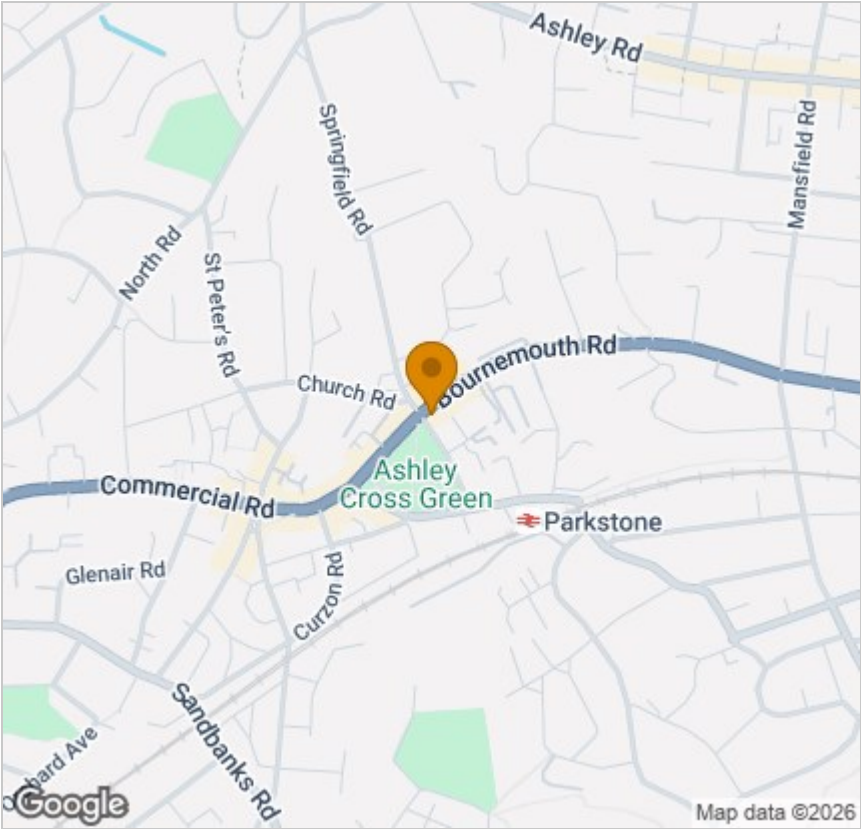 Ashley Rd
Springfield Rd
Mansfield Rd
North Rd
St Peter's Rd
Bournemouth Rd
Church Rd
Ashley
Cross Green
Commercial Rd
Parkstone
Glenair Rd
Curzon Rd
Sandbanks Rd
Ave
Google
Map data ©2026